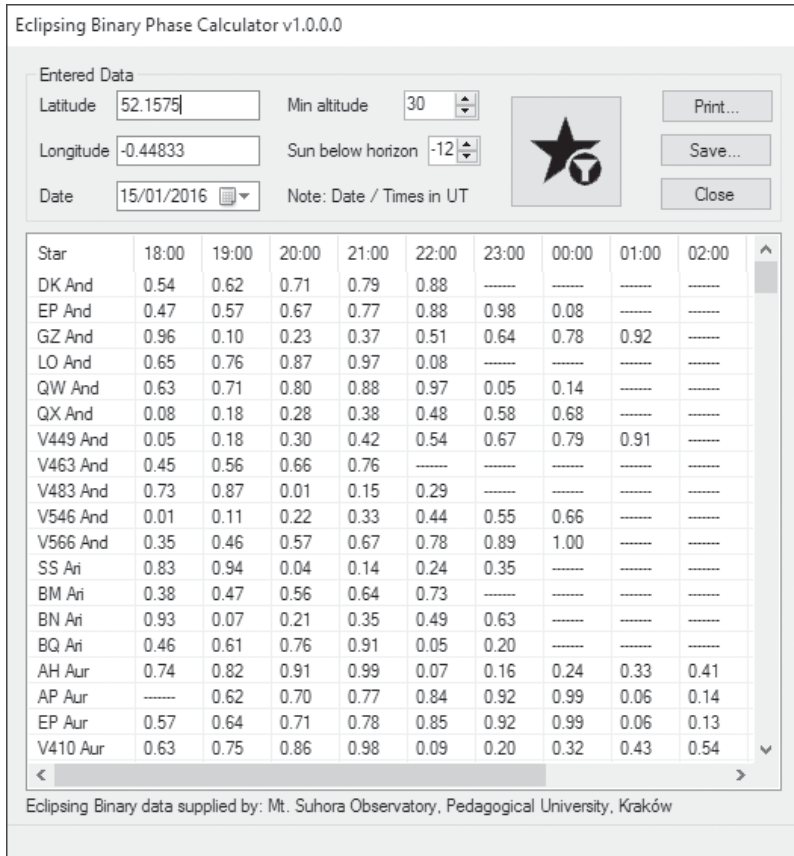 Eclipsing Binary Phase Calculator v1.0.0.0
Entered Data
Latitude 52.1575 Min altitude 30 Print...
Longitude -0.44833 Sun below horizon -12 Save...
Date 15/01/2016 Note: Date / Times in UT Close
Star 18:00 19:00 20:00 21:00 22:00 23:00 00:00 01:00 02:00
DK And 0.54 0.62 0.71 0.79 0.88 ------- ------- ------- -------
EP And 0.47 0.57 0.67 0.77 0.88 0.98 0.08 ------- -------
GZ And 0.96 0.10 0.23 0.37 0.51 0.64 0.78 0.92 -------
LO And 0.65 0.76 0.87 0.97 0.08 ------- ------- ------- -------
QW And 0.63 0.71 0.80 0.88 0.97 0.05 0.14 ------- -------
QX And 0.08 0.18 0.28 0.38 0.48 0.58 0.68 ------- -------
V449 And 0.05 0.18 0.30 0.42 0.54 0.67 0.79 0.91 -------
V463 And 0.45 0.56 0.66 0.76 ------- ------- ------- ------- -------
V483 And 0.73 0.87 0.01 0.15 0.29 ------- ------- ------- -------
V546 And 0.01 0.11 0.22 0.33 0.44 0.55 0.66 ------- -------
V566 And 0.35 0.46 0.57 0.67 0.78 0.89 1.00 ------- -------
SS Ari 0.83 0.94 0.04 0.14 0.24 0.35 ------- ------- -------
BM Ari 0.38 0.47 0.56 0.64 0.73 ------- ------- ------- -------
BN Ari 0.93 0.07 0.21 0.35 0.49 0.63 ------- ------- -------
BQ Ari 0.46 0.61 0.76 0.91 0.05 0.20 ------- ------- -------
AH Aur 0.74 0.82 0.91 0.99 0.07 0.16 0.24 0.33 0.41
AP Aur ------- 0.62 0.70 0.77 0.84 0.92 0.99 0.06 0.14
EP Aur 0.57 0.64 0.71 0.78 0.85 0.92 0.99 0.06 0.13
V410 Aur 0.63 0.75 0.86 0.98 0.09 0.20 0.32 0.43 0.54
Eclipsing Binary data supplied by: Mt. Suhora Observatory, Pedagogical University, Kraków